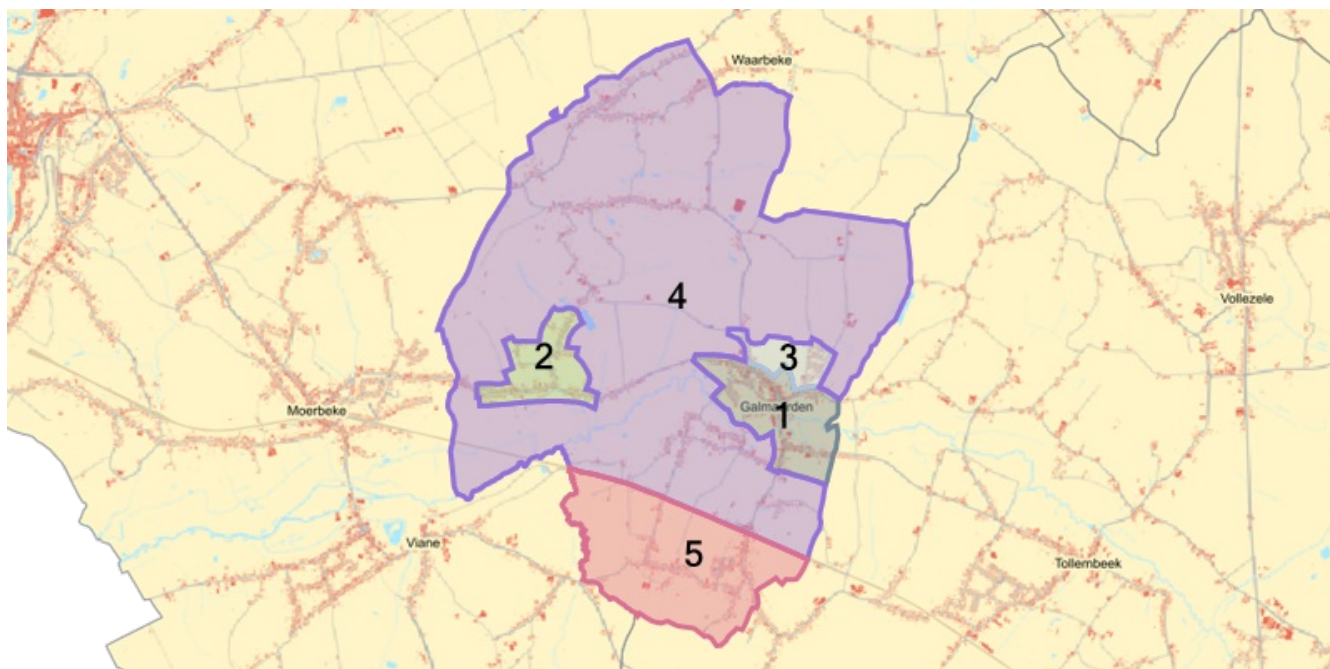 Waarbeke
4
Vollezele
2
3
Moerbeke
Galmaarden
1
Viane
5
Tollembeek